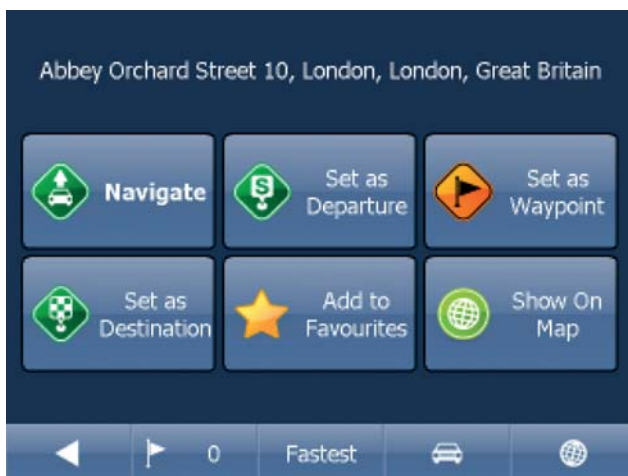 Abbey Orchard Street 10, London, London, Great Britain
Navigate
Set as
Departure
Set as
Waypoint
Set as
Destination
Add to
Favourites
Show On
Map
0
Fastest